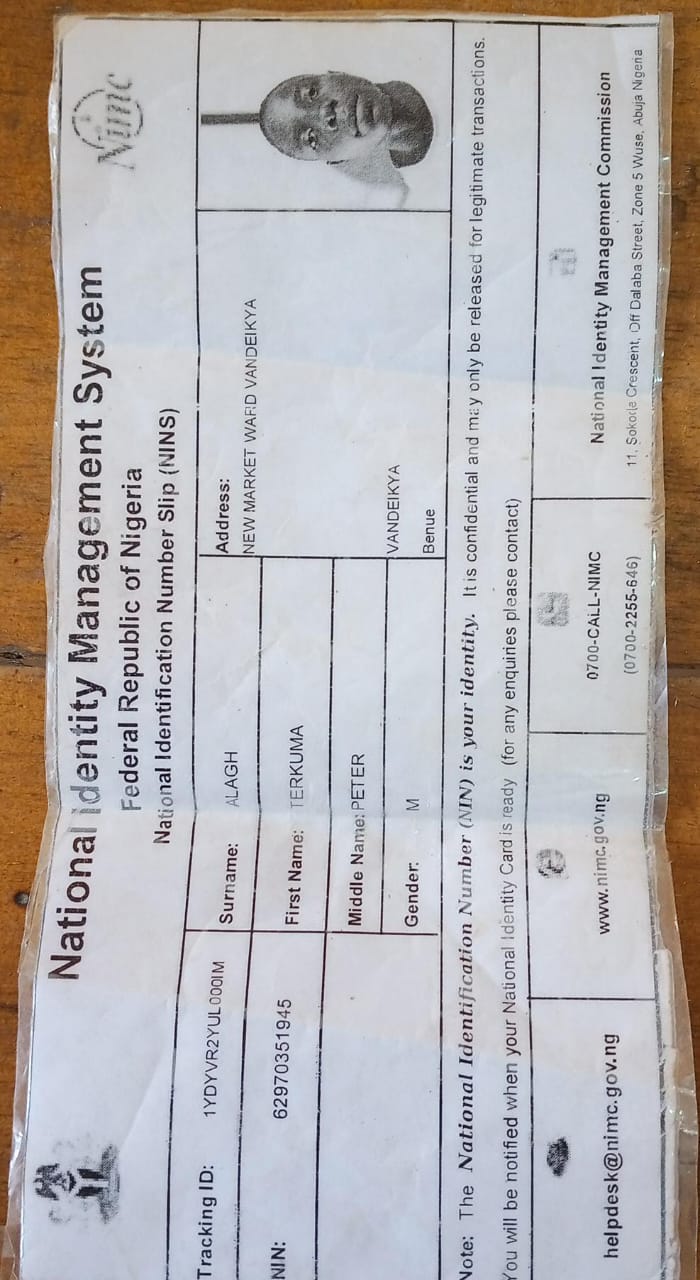 National Identity Management System
Federal Republic of Nigeria
National Identification Number Slip (NINS)
Nimc
Tracking ID: 1YDYVR2YUL000IM
Surname: ALAGH
Address:
NEW MARKET WARD VANDEIKYA
NIN: 62970351945
First Name: TERKUMA
Middle Name: PETER
VANDEIKYA
Gender: M
Benue
Note: The National Identification Number (NIN) is your identity. It is confidential and may only be released for legitimate transactions.
You will be notified when your National Identity Card is ready (for any enquiries please contact)
helpdesk@nimc.gov.ng
www.nimc.gov.ng
0700-CALL-NIMC
(0700-2255-646)
National Identity Management Commission
11, Sokode Crescent, Off Dalaba Street, Zone 5 Wuse, Abuja Nigeria